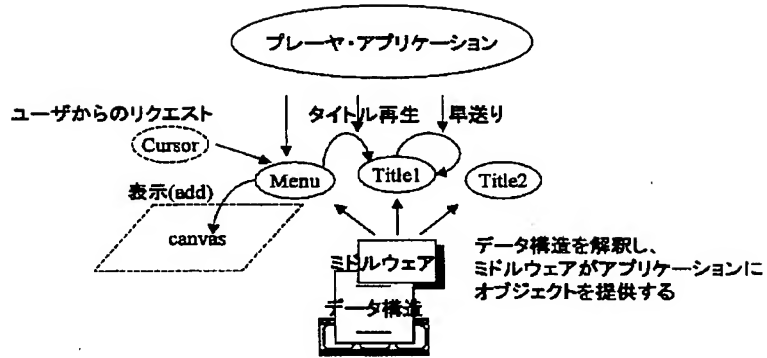 プレーヤ・アプリケーション
ユーザからのリクエスト
タイトル再生
早送り
Cursor
Menu
Title1
Title2
表示(add)
canvas
ミドルウェア
データ構造
データ構造を解釈し、
ミドルウェアがアプリケーションに
オブジェクトを提供する